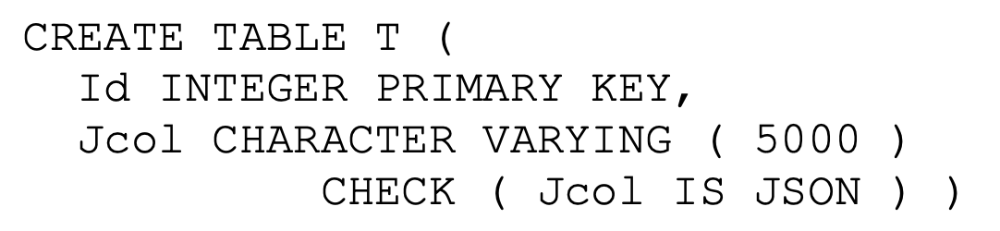 CREATE TABLE T (
Id INTEGER PRIMARY KEY,
Jcol CHARACTER VARYING ( 5000 )
CHECK ( Jcol IS JSON ) )